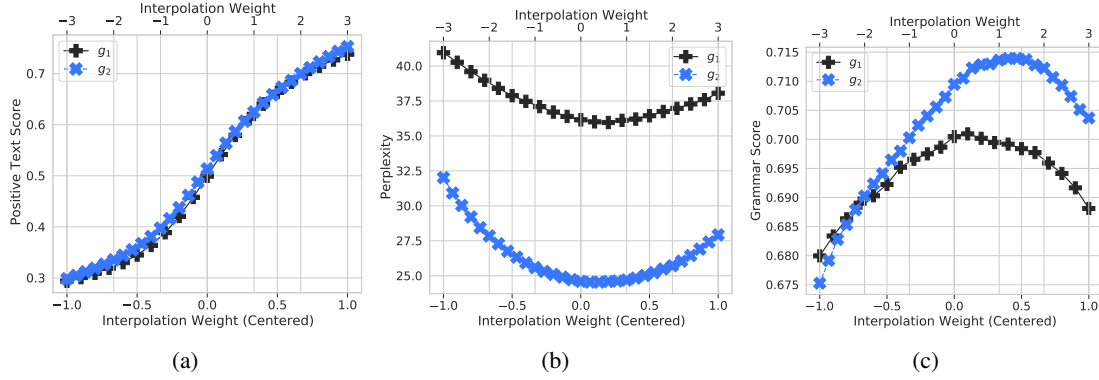 Interpolation Weight
−3 −2 −1 0 1 2 3
g1
g2
0.7
0.6
0.5
0.4
0.3
Positive Text Score
−1.0 −0.5 0.0 0.5 1.0
Interpolation Weight (Centered)
(a)
Interpolation Weight
−3 −2 −1 0 1 2 3
g1
g2
40.0
37.5
35.0
32.5
30.0
27.5
25.0
Perplexity
−1.0 −0.5 0.0 0.5 1.0
Interpolation Weight (Centered)
(b)
Interpolation Weight
−3 −2 −1 0 1 2 3
g1
g2
0.715
0.710
0.705
0.700
0.695
0.690
0.685
0.680
0.675
Grammar Score
−1.0 −0.5 0.0 0.5 1.0
Interpolation Weight (Centered)
(c)